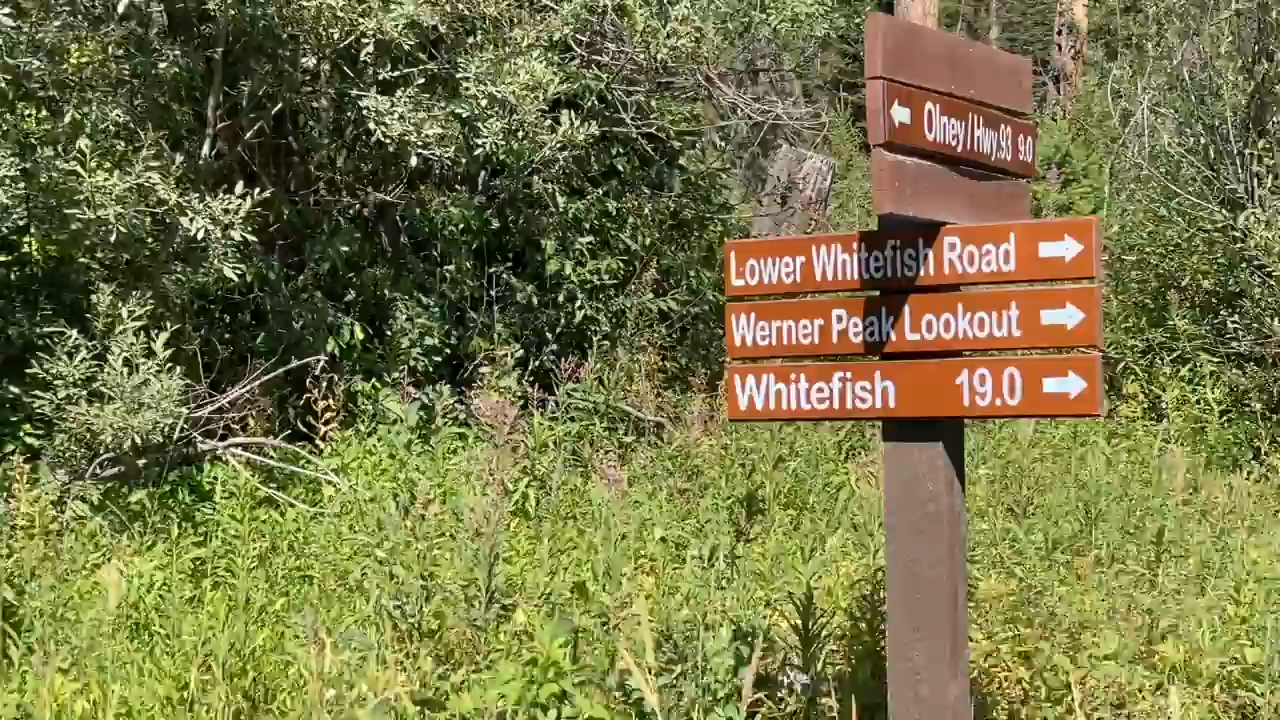 ← Olney / Hwy.93 9.0
Lower Whitefish Road →
Werner Peak Lookout →
Whitefish 19.0 →